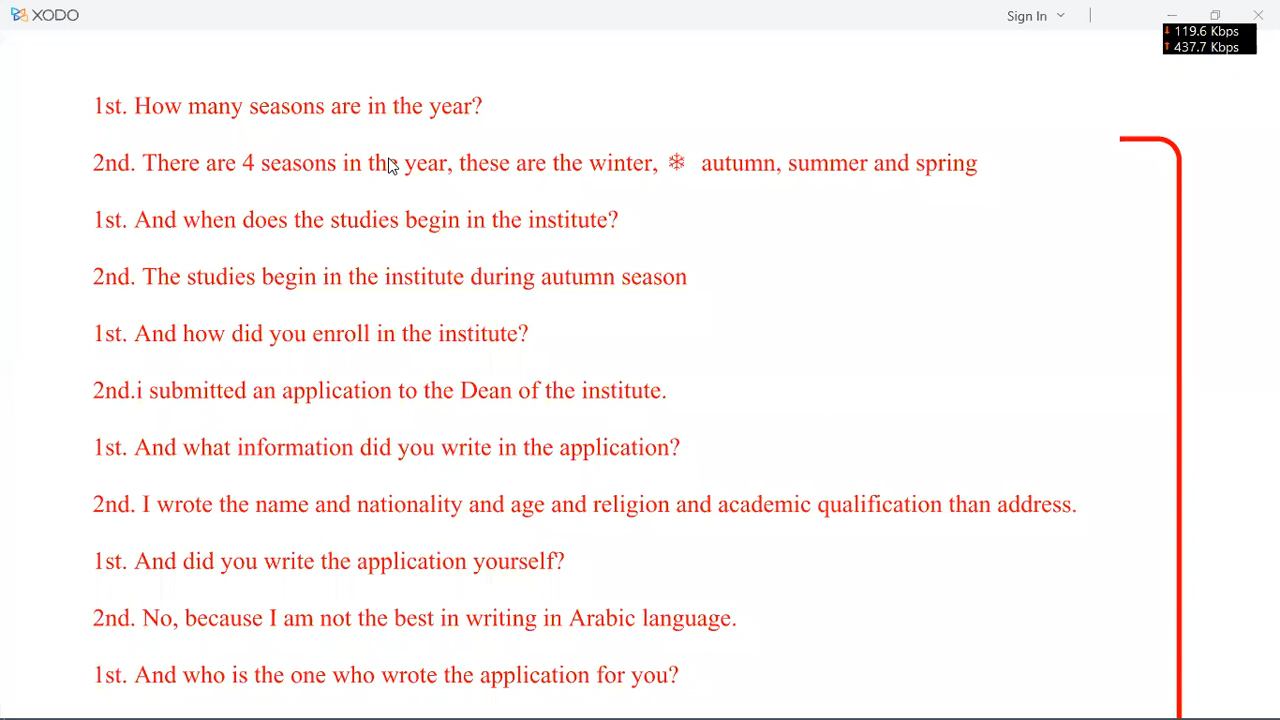 XODO
Sign In
119.6 Kbps
437.7 Kbps
1st. How many seasons are in the year?
2nd. There are 4 seasons in the year, these are the winter, ❄ autumn, summer and spring
1st. And when does the studies begin in the institute?
2nd. The studies begin in the institute during autumn season
1st. And how did you enroll in the institute?
2nd.i submitted an application to the Dean of the institute.
1st. And what information did you write in the application?
2nd. I wrote the name and nationality and age and religion and academic qualification than address.
1st. And did you write the application yourself?
2nd. No, because I am not the best in writing in Arabic language.
1st. And who is the one who wrote the application for you?